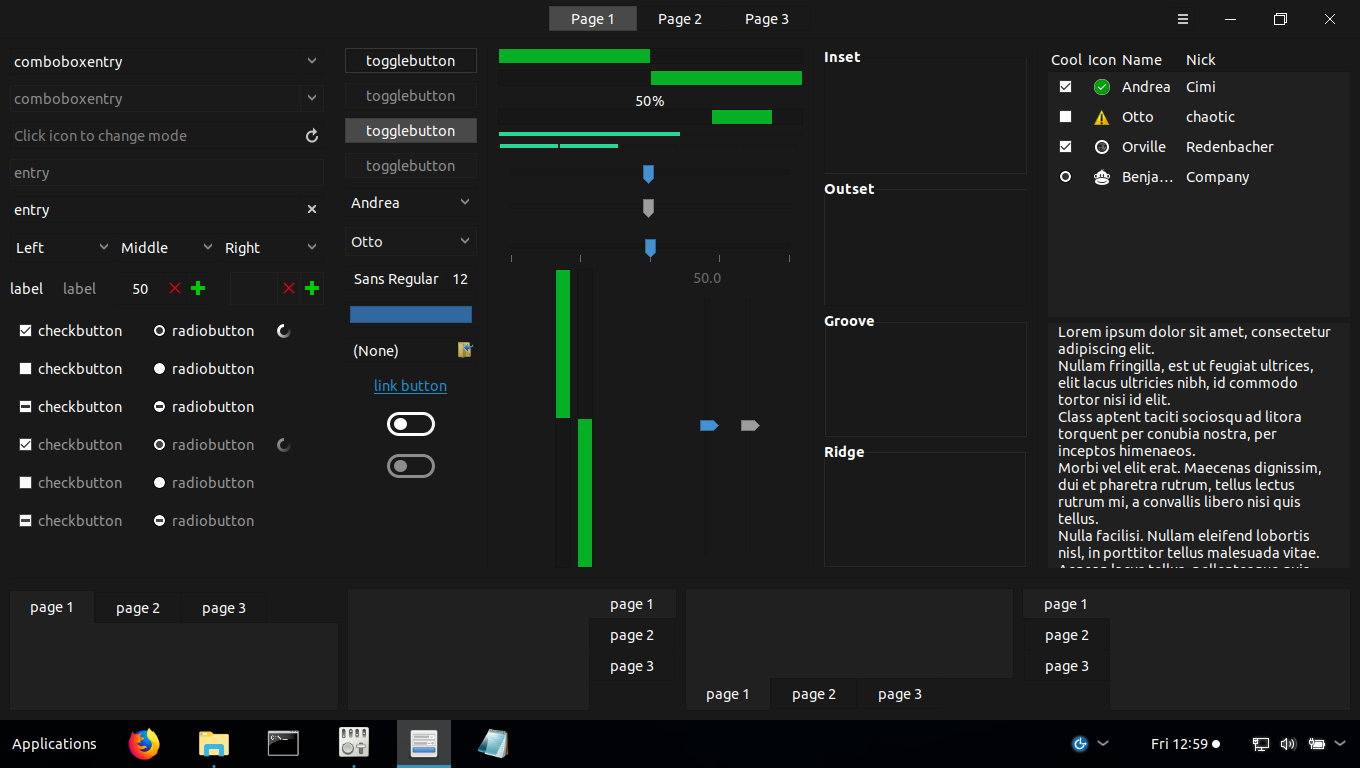 Page 1 Page 2 Page 3
comboboxentry
comboboxentry
Click icon to change mode
entry
entry
Left Middle Right
label label 50
checkbutton radiobutton
checkbutton radiobutton
checkbutton radiobutton
checkbutton radiobutton
checkbutton radiobutton
checkbutton radiobutton
togglebutton
togglebutton
togglebutton
togglebutton
Andrea
Otto
Sans Regular 12
(None)
link button
50%
50.0
Inset
Outset
Groove
Ridge
Cool Icon Name Nick
Andrea Cimi
Otto chaotic
Orville Redenbacher
Benja… Company
Lorem ipsum dolor sit amet, consectetur
adipiscing elit.
Nullam fringilla, est ut feugiat ultrices,
elit lacus ultricies nibh, id commodo
tortor nisi id elit.
Class aptent taciti sociosqu ad litora
torquent per conubia nostra, per
inceptos himenaeos.
Morbi vel elit erat. Maecenas dignissim,
dui et pharetra rutrum, tellus lectus
rutrum mi, a convallis libero nisi quis
tellus.
Nulla facilisi. Nullam eleifend lobortis
nisl, in porttitor tellus malesuada vitae.
page 1 page 2 page 3
page 1
page 2
page 3
page 1 page 2 page 3
page 1
page 2
page 3
Applications
Fri 12:59